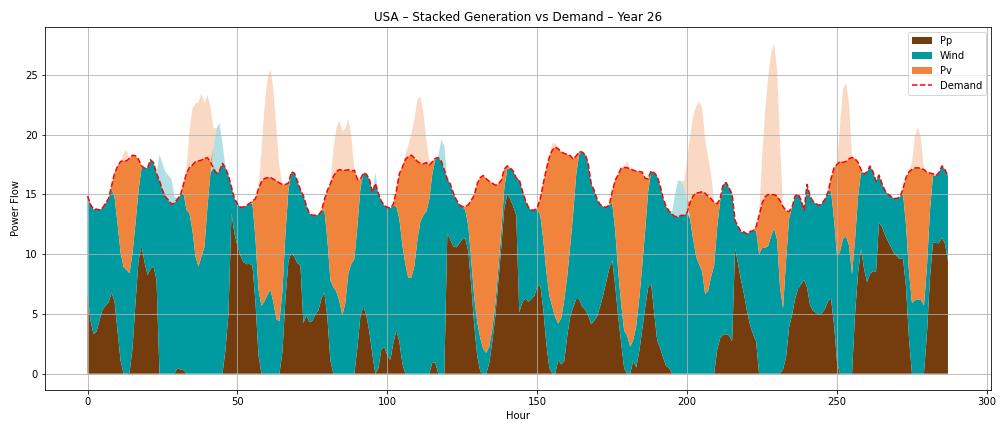 USA – Stacked Generation vs Demand – Year 26
Pp
Wind
Pv
Demand
Power Flow
25
20
15
10
5
0
0 50 100 150 200 250 300
Hour